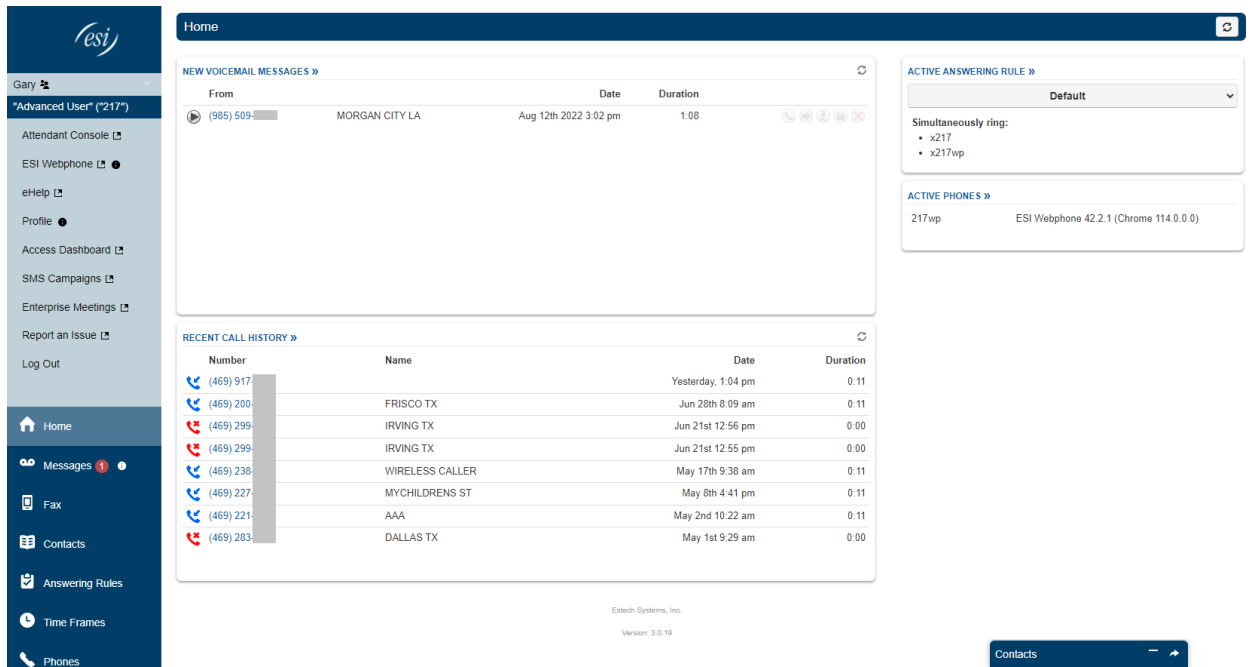 esi
Home
Gary
"Advanced User" ("217")
Attendant Console
ESI Webphone
eHelp
Profile
Access Dashboard
SMS Campaigns
Enterprise Meetings
Report an Issue
Log Out
Home
Messages 1
Fax
Contacts
Answering Rules
Time Frames
Phones
NEW VOICEMAIL MESSAGES »
From Date Duration
(985) 509- MORGAN CITY LA Aug 12th 2022 3:02 pm 1:08
RECENT CALL HISTORY »
Number Name Date Duration
(469) 917- Yesterday, 1:04 pm 0:11
(469) 200- FRISCO TX Jun 28th 8:09 am 0:11
(469) 299- IRVING TX Jun 21st 12:56 pm 0:00
(469) 299- IRVING TX Jun 21st 12:55 pm 0:00
(469) 238- WIRELESS CALLER May 17th 9:38 am 0:11
(469) 227- MYCHILDRENS ST May 8th 4:41 pm 0:11
(469) 221- AAA May 2nd 10:22 am 0:11
(469) 283- DALLAS TX May 1st 9:29 am 0:00
Estech Systems, Inc.
Version: 3.0.19
ACTIVE ANSWERING RULE »
Default
Simultaneously ring:
• x217
• x217wp
ACTIVE PHONES »
217wp ESI Webphone 42.2.1 (Chrome 114.0.0.0)
Contacts